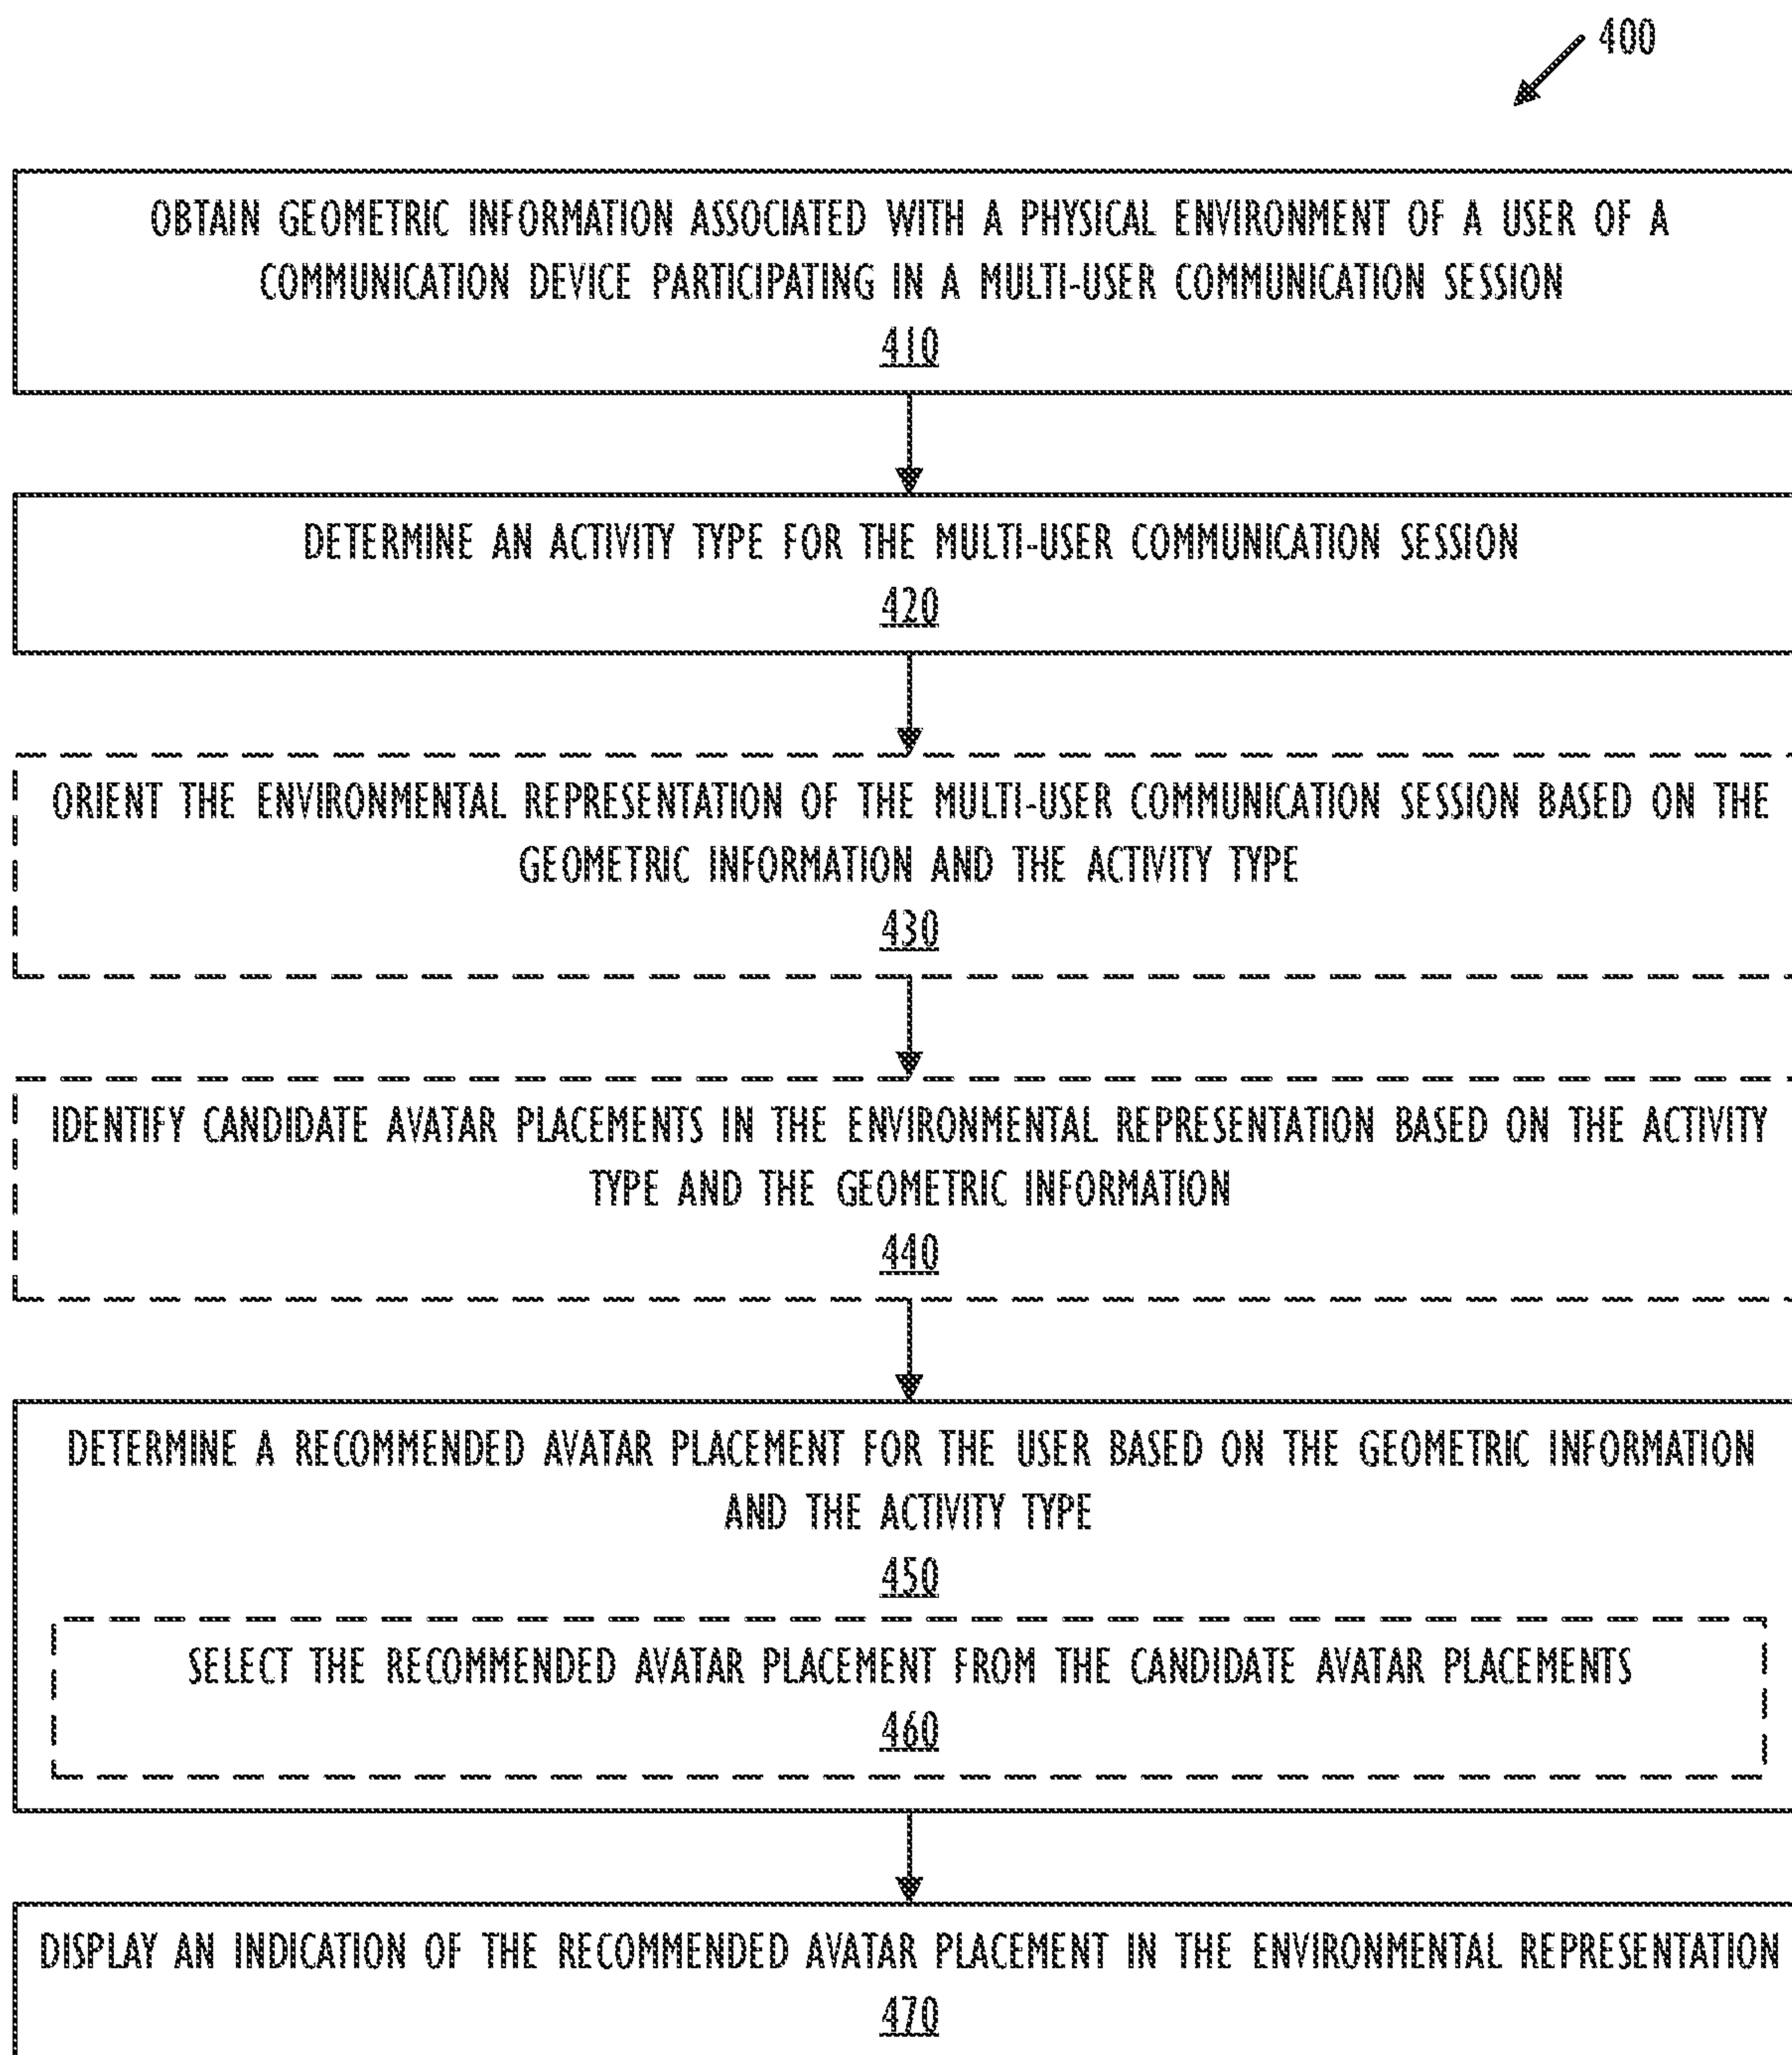 400
OBTAIN GEOMETRIC INFORMATION ASSOCIATED WITH A PHYSICAL ENVIRONMENT OF A USER OF A
COMMUNICATION DEVICE PARTICIPATING IN A MULTI-USER COMMUNICATION SESSION
410
DETERMINE AN ACTIVITY TYPE FOR THE MULTI-USER COMMUNICATION SESSION
420
ORIENT THE ENVIRONMENTAL REPRESENTATION OF THE MULTI-USER COMMUNICATION SESSION BASED ON THE
GEOMETRIC INFORMATION AND THE ACTIVITY TYPE
430
IDENTIFY CANDIDATE AVATAR PLACEMENTS IN THE ENVIRONMENTAL REPRESENTATION BASED ON THE ACTIVITY
TYPE AND THE GEOMETRIC INFORMATION
440
DETERMINE A RECOMMENDED AVATAR PLACEMENT FOR THE USER BASED ON THE GEOMETRIC INFORMATION
AND THE ACTIVITY TYPE
450
SELECT THE RECOMMENDED AVATAR PLACEMENT FROM THE CANDIDATE AVATAR PLACEMENTS
460
DISPLAY AN INDICATION OF THE RECOMMENDED AVATAR PLACEMENT IN THE ENVIRONMENTAL REPRESENTATION
470